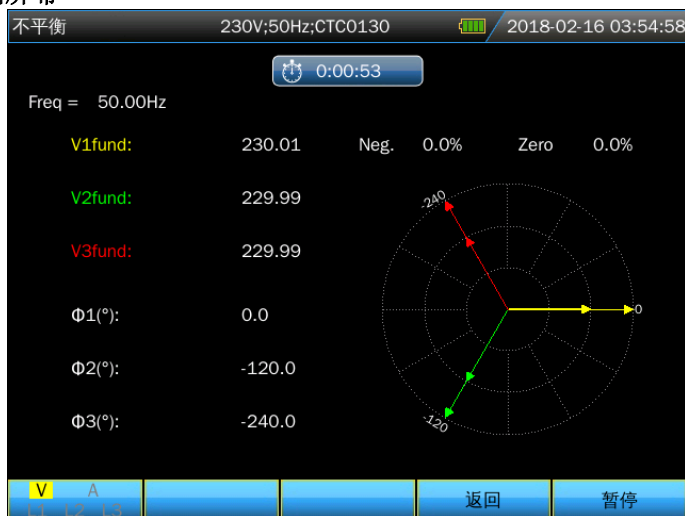 不平衡 230V;50Hz;CTC0130 2018-02-16 03:54:58
0:00:53
Freq = 50.00Hz
V1fund: 230.01 Neg. 0.0% Zero 0.0%
V2fund: 229.99
-240
V3fund: 229.99
Φ1(°): 0.0
0
Φ2(°): -120.0
Φ3(°): -240.0
-120
V A
L1 L2 L3
返回 暂停